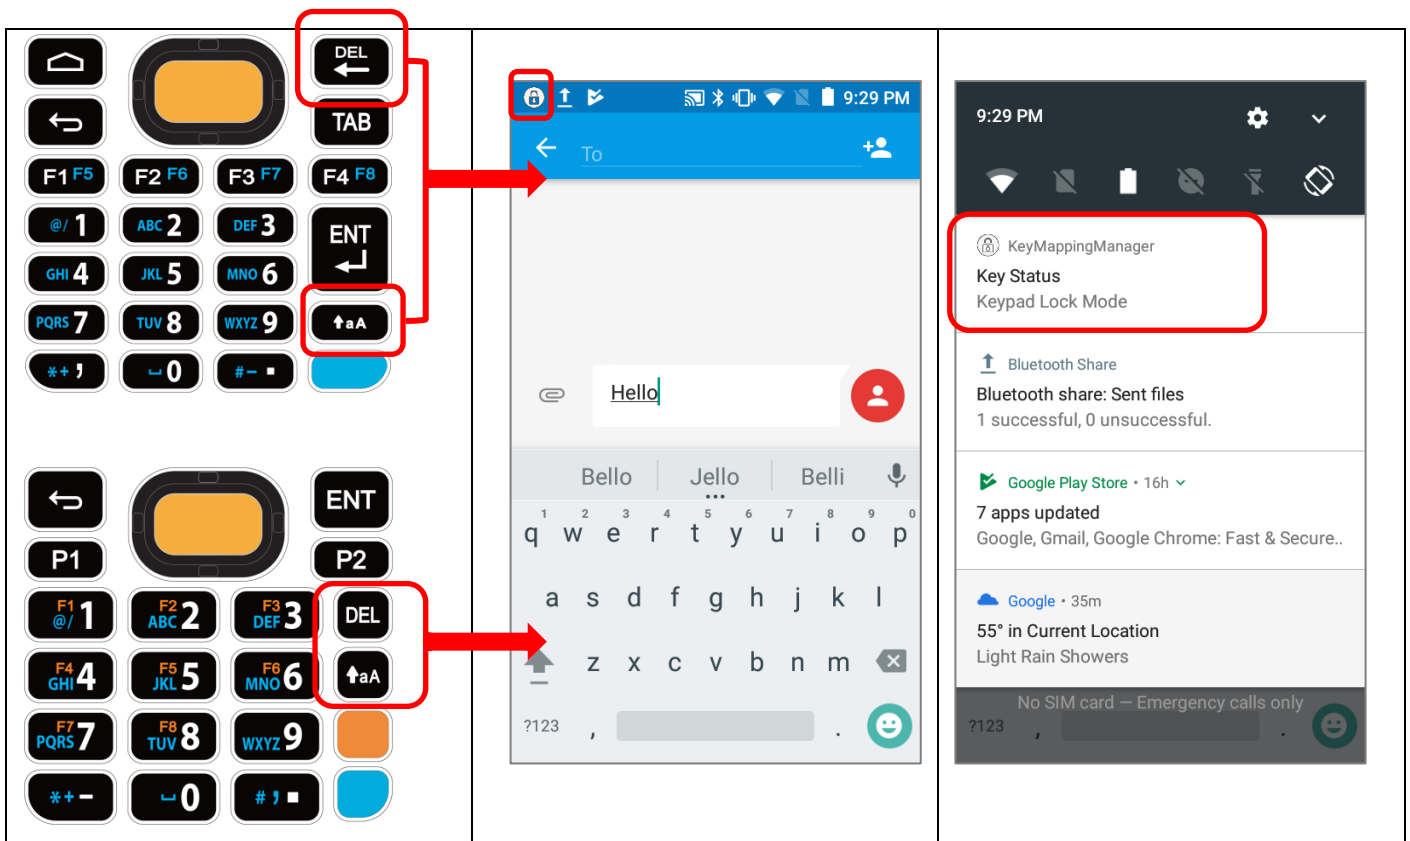 DEL
TAB
F1 F5
F2 F6
F3 F7
F4 F8
@/ 1
ABC 2
DEF 3
ENT
GHI 4
JKL 5
MNO 6
PQRS 7
TUV 8
WXYZ 9
aA
*+ ,
0
#- .
ENT
P1
P2
F1
@/ 1
F2
ABC 2
F3
DEF 3
DEL
F4
GHI 4
F5
JKL 5
F6
MNO 6
aA
F7
PQRS 7
F8
TUV 8
WXYZ 9
*+ -
0
# , .
9:29 PM
To
Hello
Bello Jello Belli
1 2 3 4 5 6 7 8 9 0
q w e r t y u i o p
a s d f g h j k l
z x c v b n m
?123 , .
9:29 PM
KeyMappingManager
Key Status
Keypad Lock Mode
Bluetooth Share
Bluetooth share: Sent files
1 successful, 0 unsuccessful.
Google Play Store • 16h
7 apps updated
Google, Gmail, Google Chrome: Fast & Secure..
Google • 35m
55° in Current Location
Light Rain Showers
No SIM card — Emergency calls only
?123 , .